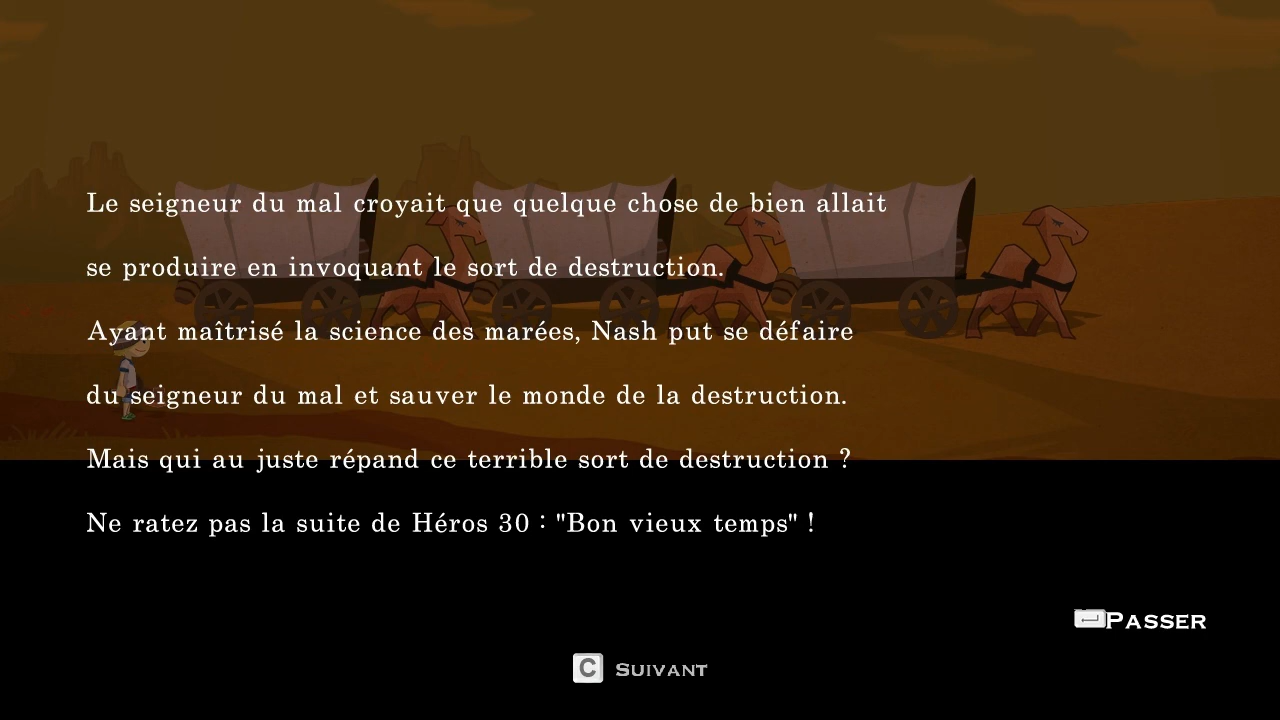 Le seigneur du mal croyait que quelque chose de bien allait
se produire en invoquant le sort de destruction.
Ayant maîtrisé la science des marées, Nash put se défaire
du seigneur du mal et sauver le monde de la destruction.
Mais qui au juste répand ce terrible sort de destruction ?
Ne ratez pas la suite de Héros 30 : "Bon vieux temps" !
Passer
C Suivant